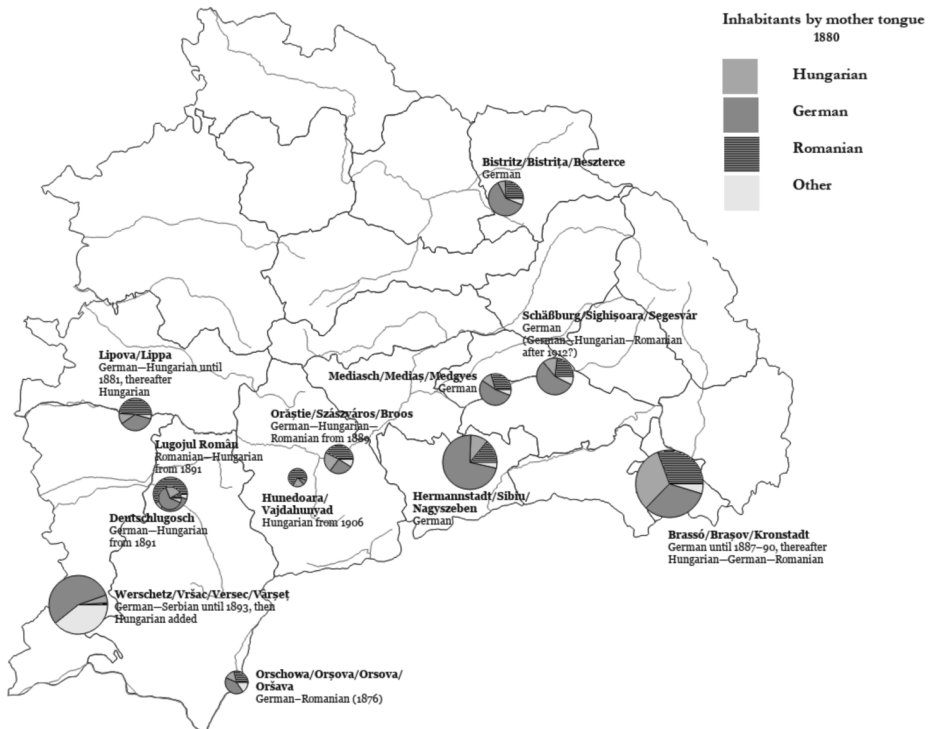 Inhabitants by mother tongue
1880
Hungarian
German
Romanian
Other
Bistritz/Bistrița/Beszterce
German
Schäßburg/Sighișoara/Segesvár
German
(German—Hungarian—Romanian
after 1912?)
Mediasch/Mediaș/Medgyes
German
Lipova/Lippa
German—Hungarian until
1881, thereafter
Hungarian
Orăștie/Szászváros/Broos
German—Hungarian—
Romanian from 1889
Lugojul Român
Romanian—Hungarian
from 1891
Hunedoara/
Vajdahunyad
Hungarian from 1906
Hermannstadt/Sibiu/
Nagyszeben
German
Deutschlugosch
German—Hungarian
from 1891
Brassó/Brașov/Kronstadt
German until 1887–90, thereafter
Hungarian—German—Romanian
Werschetz/Vršac/Versec/Vârșeț
German—Serbian until 1893, then
Hungarian added
Orschowa/Orșova/Orsova/
Oršava
German–Romanian (1876)